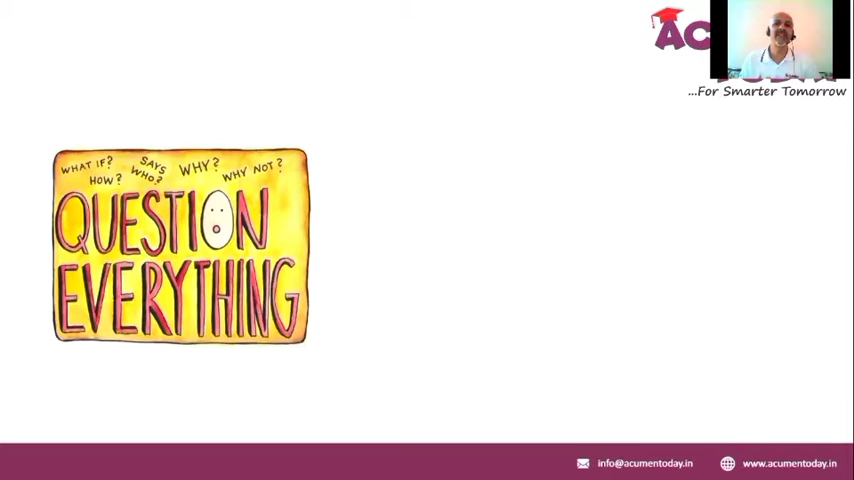 AC
...For Smarter Tomorrow
WHAT IF? HOW? SAYS WHO? WHY? WHY NOT?
QUESTION
EVERYTHING
info@acumentoday.in www.acumentoday.in